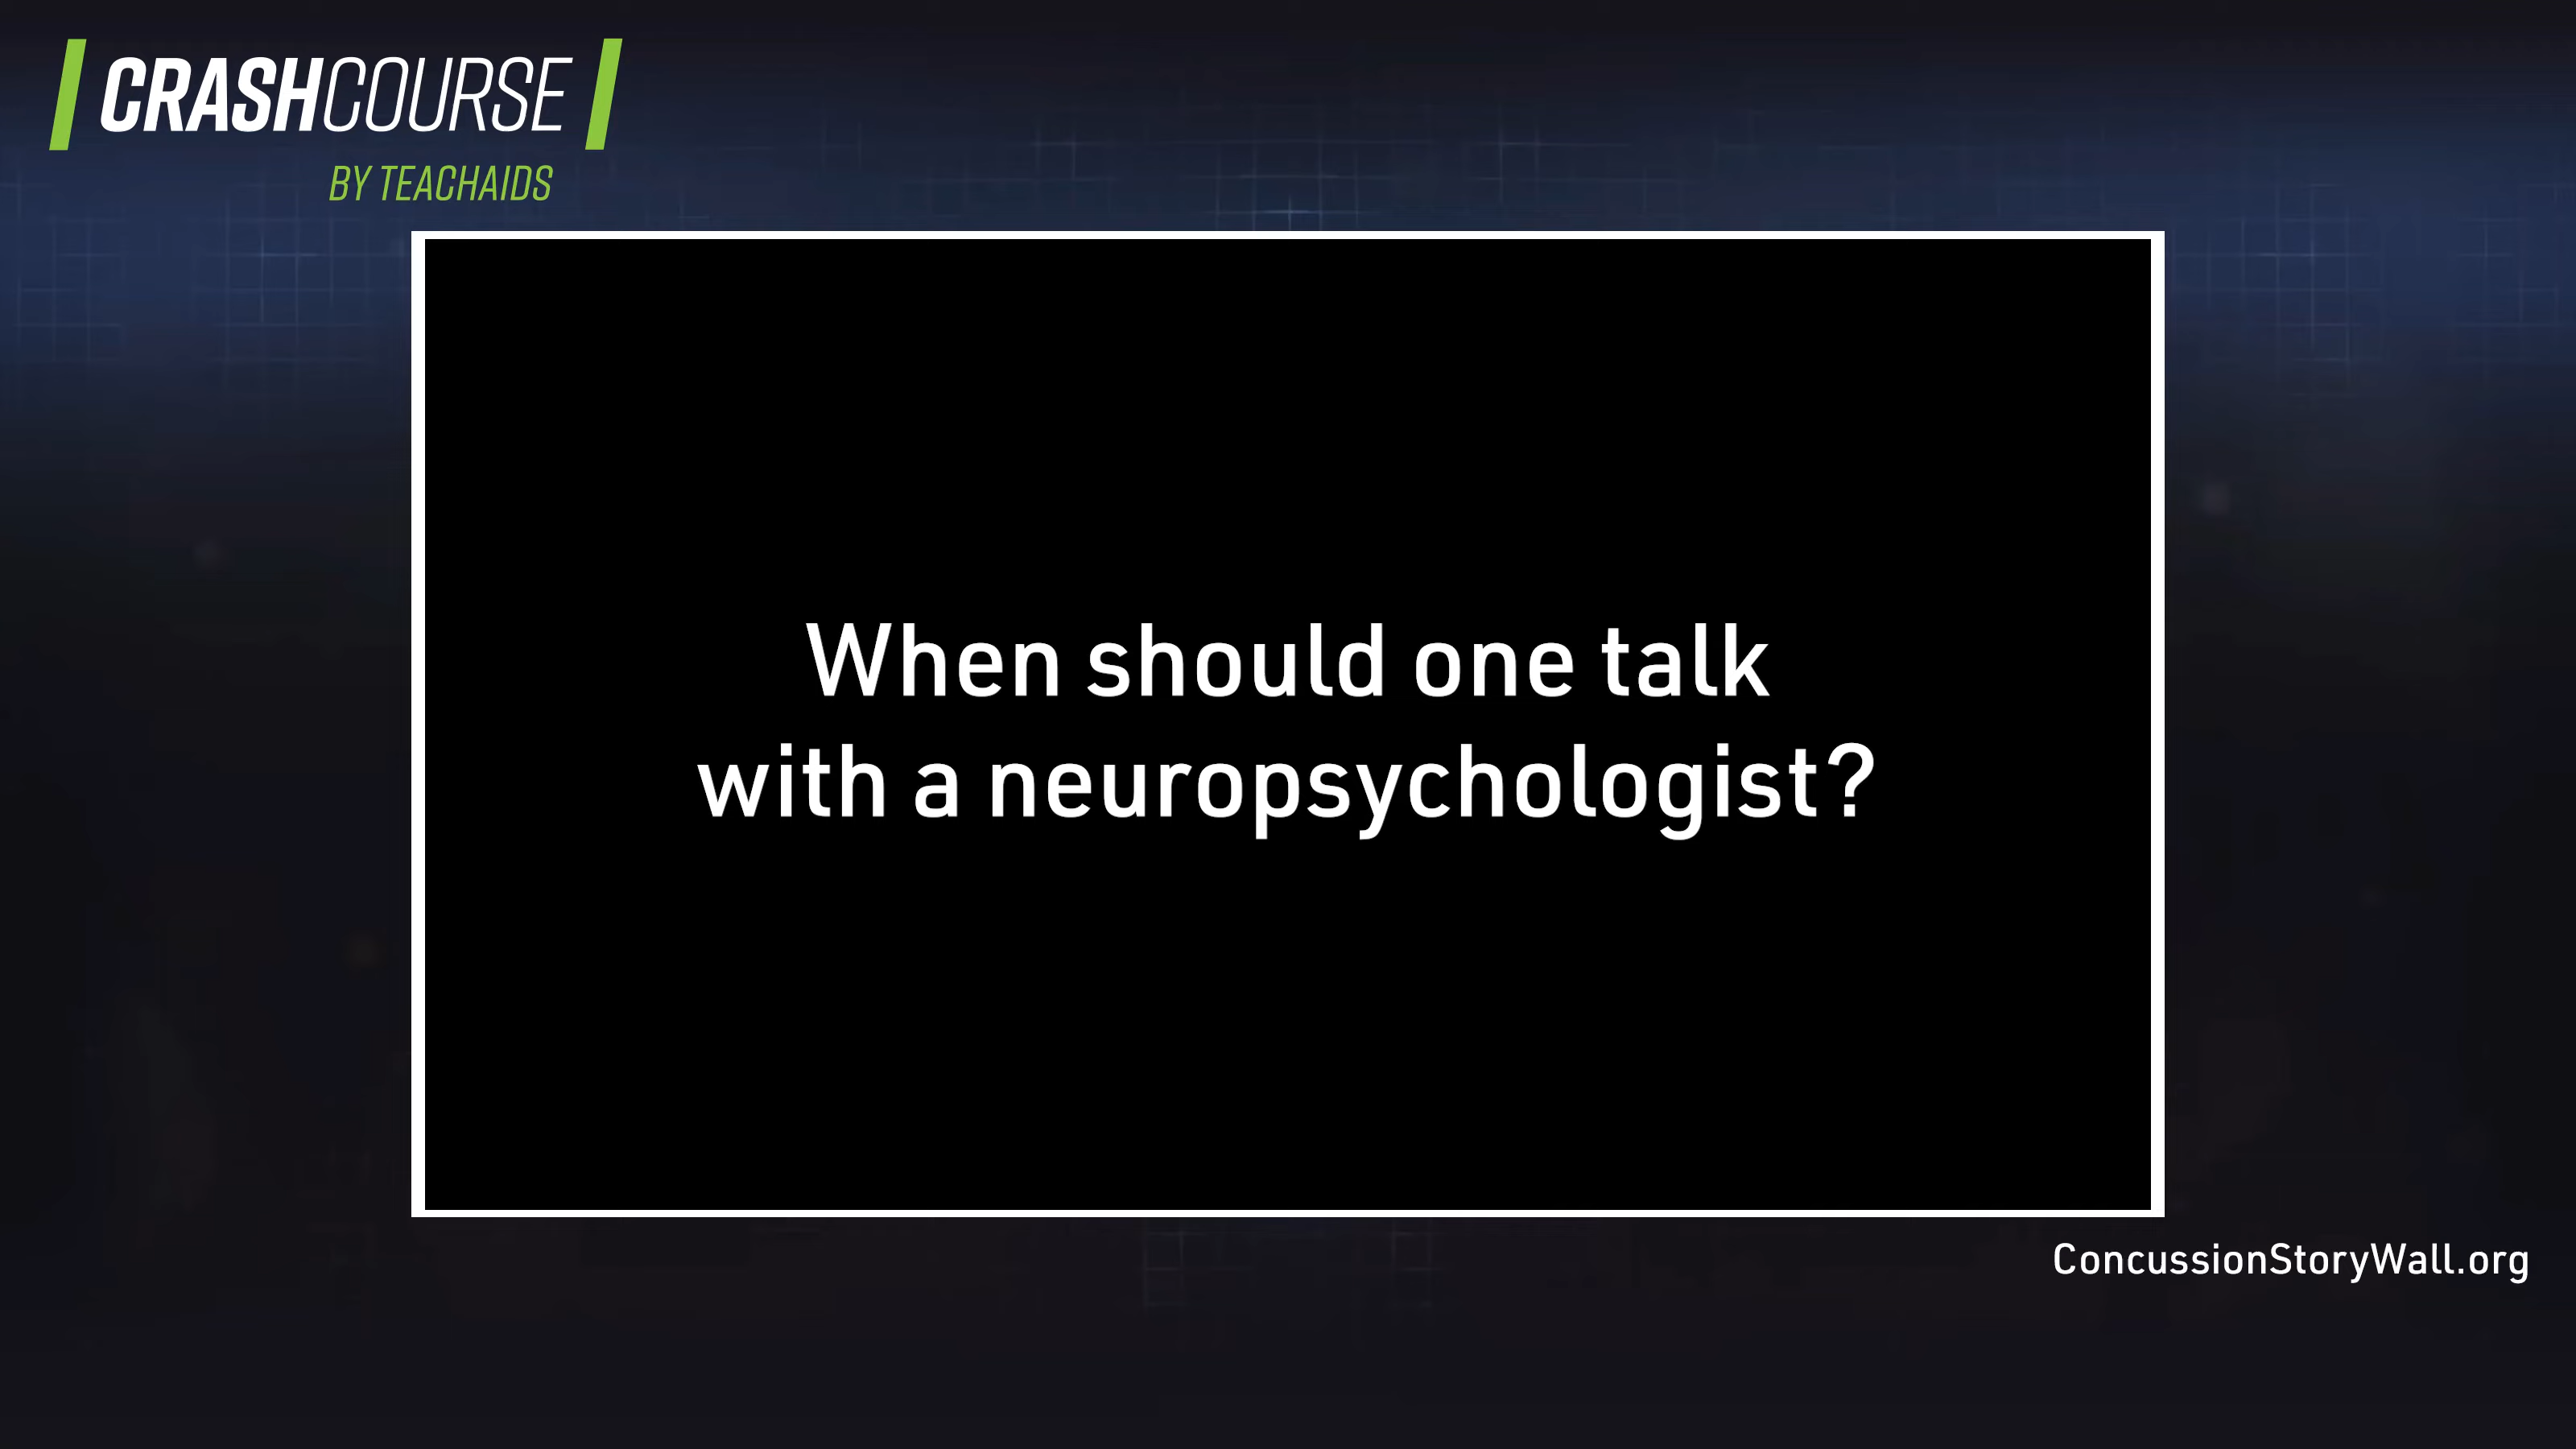 CRASHCOURSE
BY TEACHAIDS
When should one talk
with a neuropsychologist?
ConcussionStoryWall.org